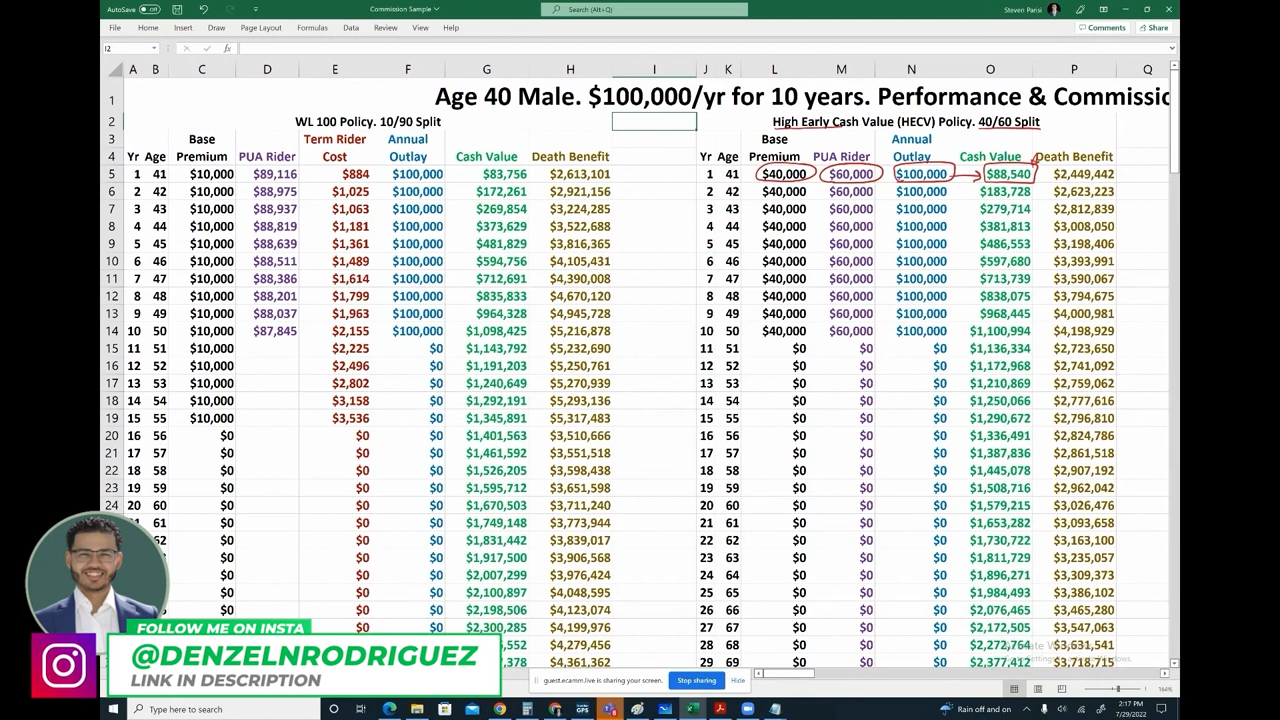 AutoSave Off
Commission Sample
Search (Alt+Q)
Steven Parisi
File Home Insert Draw Page Layout Formulas Data Review View Help
Comments Share
I2 fx
A B C D E F G H I J K L M N O P Q
1 Age 40 Male. $100,000/yr for 10 years. Performance & Commissio
2 WL 100 Policy. 10/90 Split High Early Cash Value (HECV) Policy. 40/60 Split
3 Base Term Rider Annual Base Annual
4 Yr Age Premium PUA Rider Cost Outlay Cash Value Death Benefit Yr Age Premium PUA Rider Outlay Cash Value Death Benefit
5 1 41 $10,000 $89,116 $884 $100,000 $83,756 $2,613,101 1 41 $40,000 $60,000 $100,000 $88,540 $2,449,442
6 2 42 $10,000 $88,975 $1,025 $100,000 $172,261 $2,921,156 2 42 $40,000 $60,000 $100,000 $183,728 $2,623,223
7 3 43 $10,000 $88,937 $1,063 $100,000 $269,854 $3,224,285 3 43 $40,000 $60,000 $100,000 $279,714 $2,812,839
8 4 44 $10,000 $88,819 $1,181 $100,000 $373,629 $3,522,688 4 44 $40,000 $60,000 $100,000 $381,813 $3,008,050
9 5 45 $10,000 $88,639 $1,361 $100,000 $481,829 $3,816,365 5 45 $40,000 $60,000 $100,000 $486,553 $3,198,406
10 6 46 $10,000 $88,511 $1,489 $100,000 $594,756 $4,105,431 6 46 $40,000 $60,000 $100,000 $597,680 $3,393,991
11 7 47 $10,000 $88,386 $1,614 $100,000 $712,691 $4,390,008 7 47 $40,000 $60,000 $100,000 $713,739 $3,590,067
12 8 48 $10,000 $88,201 $1,799 $100,000 $835,833 $4,670,120 8 48 $40,000 $60,000 $100,000 $838,075 $3,794,675
13 9 49 $10,000 $88,037 $1,963 $100,000 $964,328 $4,945,728 9 49 $40,000 $60,000 $100,000 $968,445 $4,000,981
14 10 50 $10,000 $87,845 $2,155 $100,000 $1,098,425 $5,216,878 10 50 $40,000 $60,000 $100,000 $1,100,994 $4,198,929
15 11 51 $10,000 $2,225 $0 $1,143,792 $5,232,690 11 51 $0 $0 $0 $1,136,334 $2,723,650
16 12 52 $10,000 $2,496 $0 $1,191,203 $5,250,761 12 52 $0 $0 $0 $1,172,968 $2,741,092
17 13 53 $10,000 $2,802 $0 $1,240,649 $5,270,939 13 53 $0 $0 $0 $1,210,869 $2,759,062
18 14 54 $10,000 $3,158 $0 $1,292,191 $5,293,136 14 54 $0 $0 $0 $1,250,066 $2,777,616
19 15 55 $10,000 $3,536 $0 $1,345,891 $5,317,483 15 55 $0 $0 $0 $1,290,672 $2,796,810
20 16 56 $0 $0 $0 $1,401,563 $3,510,666 16 56 $0 $0 $0 $1,336,491 $2,824,786
21 17 57 $0 $0 $0 $1,461,592 $3,551,518 17 57 $0 $0 $0 $1,387,836 $2,861,518
22 18 58 $0 $0 $0 $1,526,205 $3,598,438 18 58 $0 $0 $0 $1,445,078 $2,907,192
23 19 59 $0 $0 $0 $1,595,712 $3,651,598 19 59 $0 $0 $0 $1,508,716 $2,962,042
24 20 60 $0 $0 $0 $1,670,503 $3,711,240 20 60 $0 $0 $0 $1,579,215 $3,026,476
61 $0 $0 $0 $1,749,148 $3,773,944 21 61 $0 $0 $0 $1,653,282 $3,093,658
62 $0 $0 $0 $1,831,442 $3,839,017 22 62 $0 $0 $0 $1,730,722 $3,163,100
$0 $0 $0 $1,917,500 $3,906,568 23 63 $0 $0 $0 $1,811,729 $3,235,057
$0 $0 $0 $2,007,299 $3,976,424 24 64 $0 $0 $0 $1,896,271 $3,309,373
$0 $0 $0 $2,100,897 $4,048,595 25 65 $0 $0 $0 $1,984,493 $3,386,102
$0 $0 $0 $2,198,506 $4,123,074 26 66 $0 $0 $0 $2,076,465 $3,465,280
$0 $0 $0 $2,300,285 $4,199,976 27 67 $0 $0 $0 $2,172,505 $3,547,063
,552 $4,279,452 28 68 $0 $0 $0 $3,631,541
,378 $4,361,362 29 69 $0 $0 $0 $2,377,412 $3,718,715
FOLLOW ME ON INSTA
@DENZELNRODRIGUEZ
LINK IN DESCRIPTION
guest.ecamm.live is sharing your screen. Stop sharing Hide
164%
Type here to search
Rain off and on
2:17 PM
7/29/2022